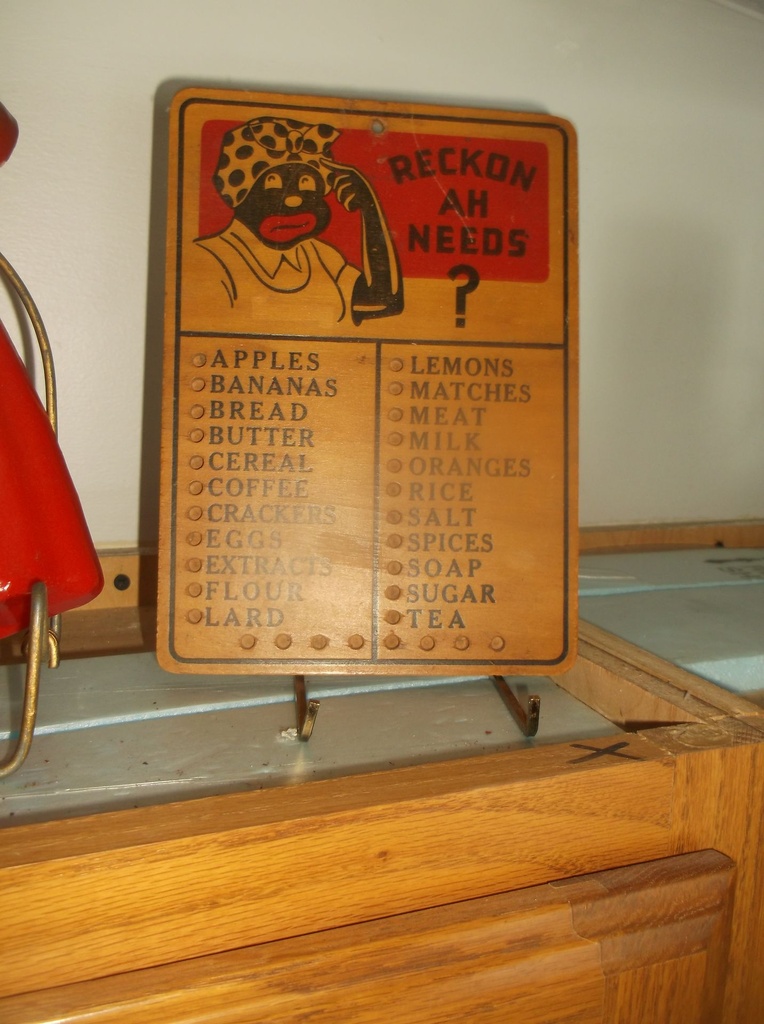 RECKON
AH
NEEDS
?
APPLES
BANANAS
BREAD
BUTTER
CEREAL
COFFEE
CRACKERS
EGGS
EXTRACTS
FLOUR
LARD
LEMONS
MATCHES
MEAT
MILK
ORANGES
RICE
SALT
SPICES
SOAP
SUGAR
TEA